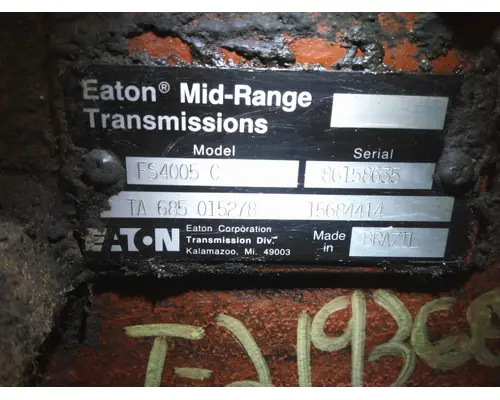 Eaton® Mid-Range
Transmissions
Model Serial
FS4005 C 86158635
TA 685 015278 15684414
EATON
Eaton Corporation
Transmission Div.
Kalamazoo, Mi. 49003
Made in BRAZIL
T-219368